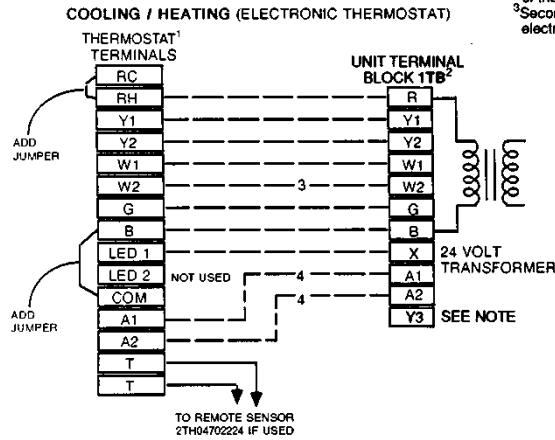 COOLING / HEATING (ELECTRONIC THERMOSTAT)
3Secon
electr
THERMOSTAT1
TERMINALS
UNIT TERMINAL
BLOCK 1TB2
RC
RH
Y1
Y2
W1
W2
G
B
LED 1
LED 2
COM
A1
A2
T
T
ADD
JUMPER
ADD
JUMPER
NOT USED
3
4
4
R
Y1
Y2
W1
W2
G
B
X
A1
A2
Y3
24 VOLT
TRANSFORMER
SEE NOTE
TO REMOTE SENSOR
2TH04702224 IF USED